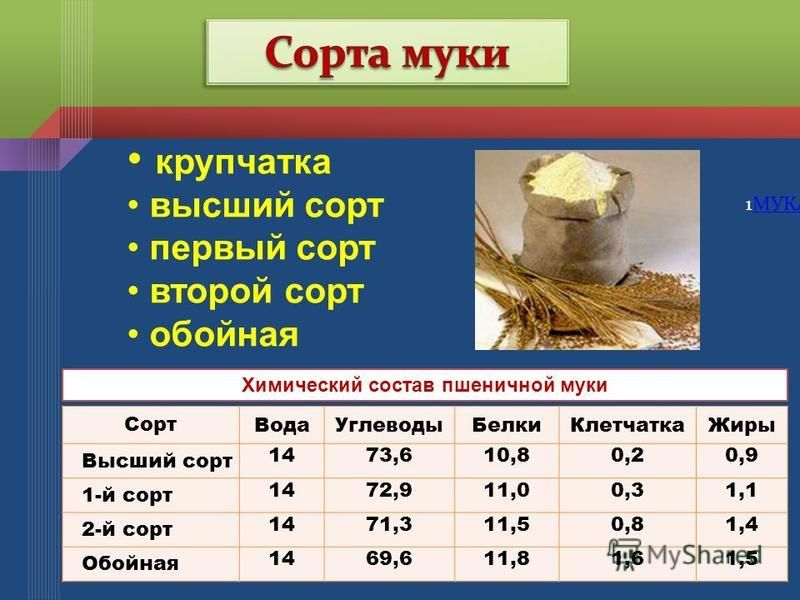 Сорта муки
• крупчатка
• высший сорт
• первый сорт
• второй сорт
• обойная
1МУКА
Химический состав пшеничной муки
Сорт Вода Углеводы Белки Клетчатка Жиры
Высший сорт 14 73,6 10,8 0,2 0,9
1-й сорт 14 72,9 11,0 0,3 1,1
2-й сорт 14 71,3 11,5 0,8 1,4
Обойная 14 69,6 11,8 1,6 1,5
MyShared